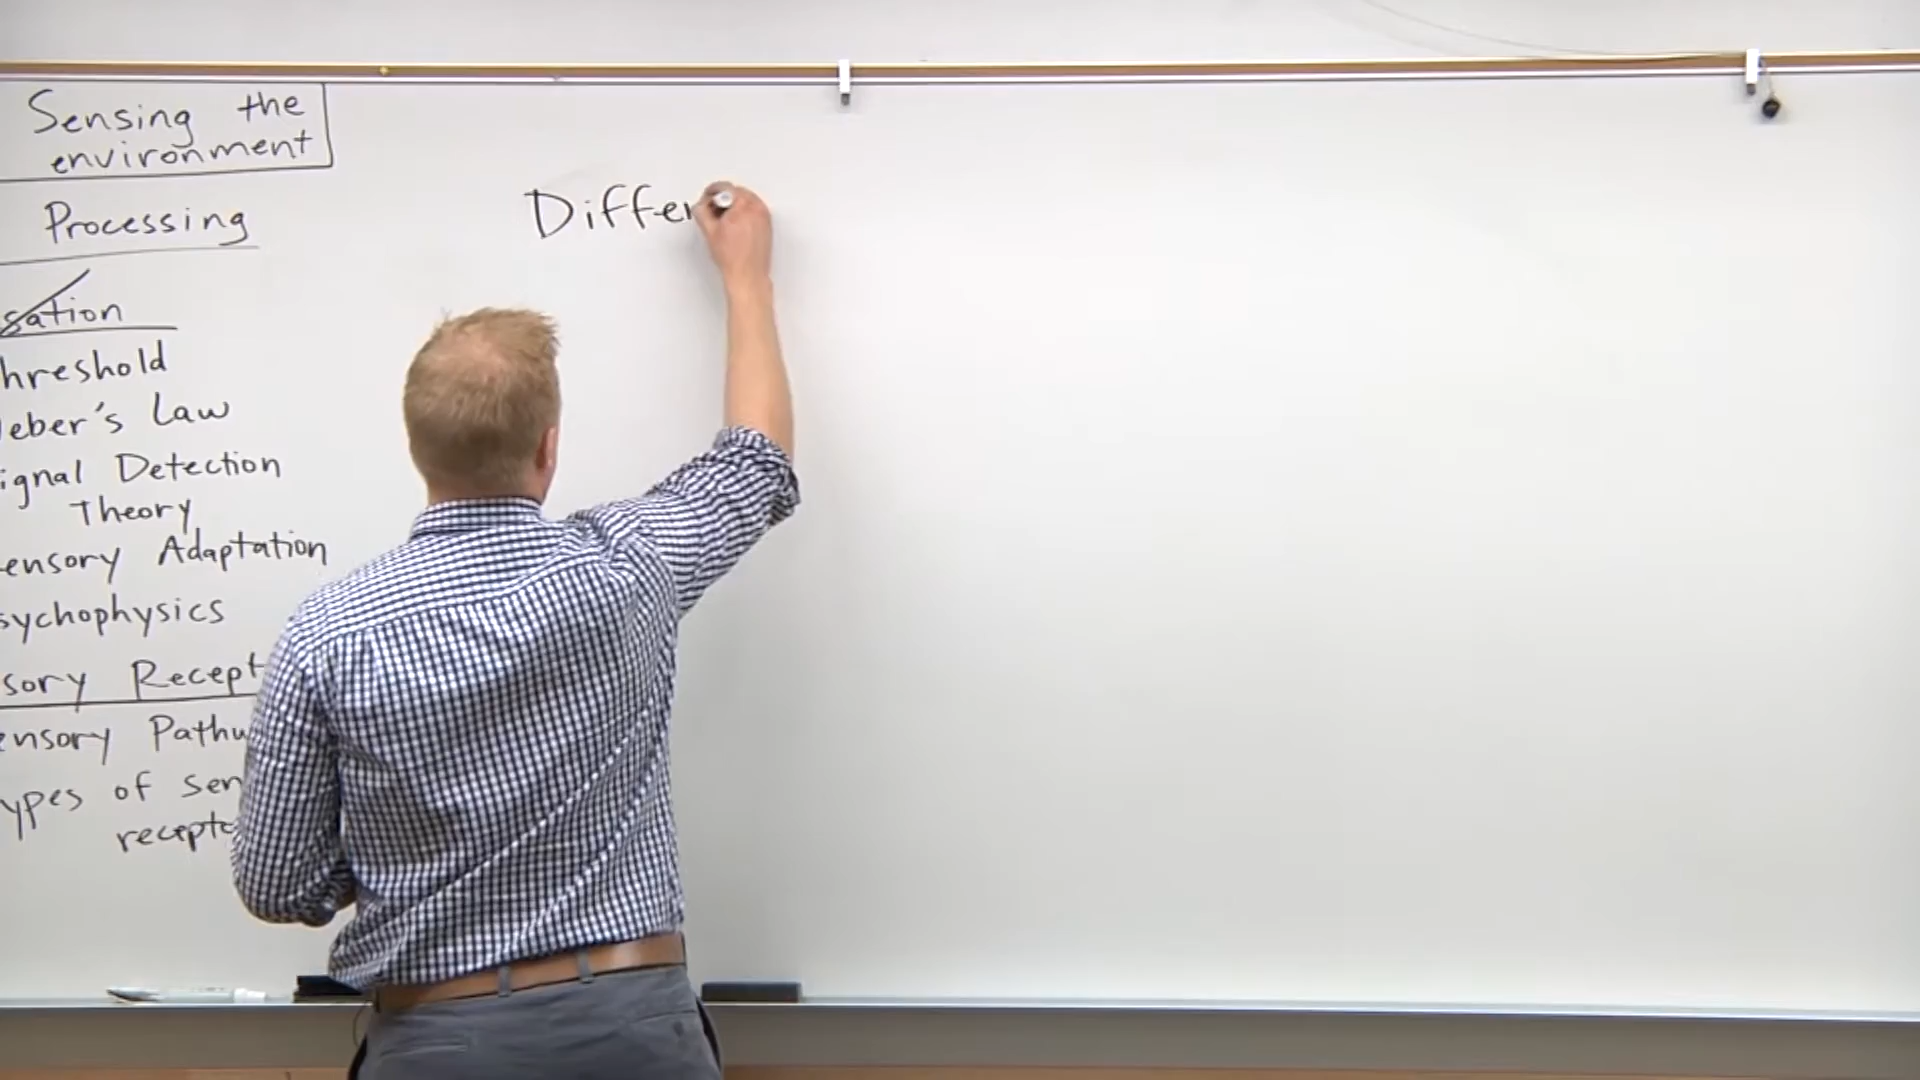 Sensing the
environment
Processing
sation
hreshold
eber's Law
ignal Detection
Theory
ensory Adaptation
sychophysics
sory Recept
ensory Pathw
ypes of sen
recepto
Differ